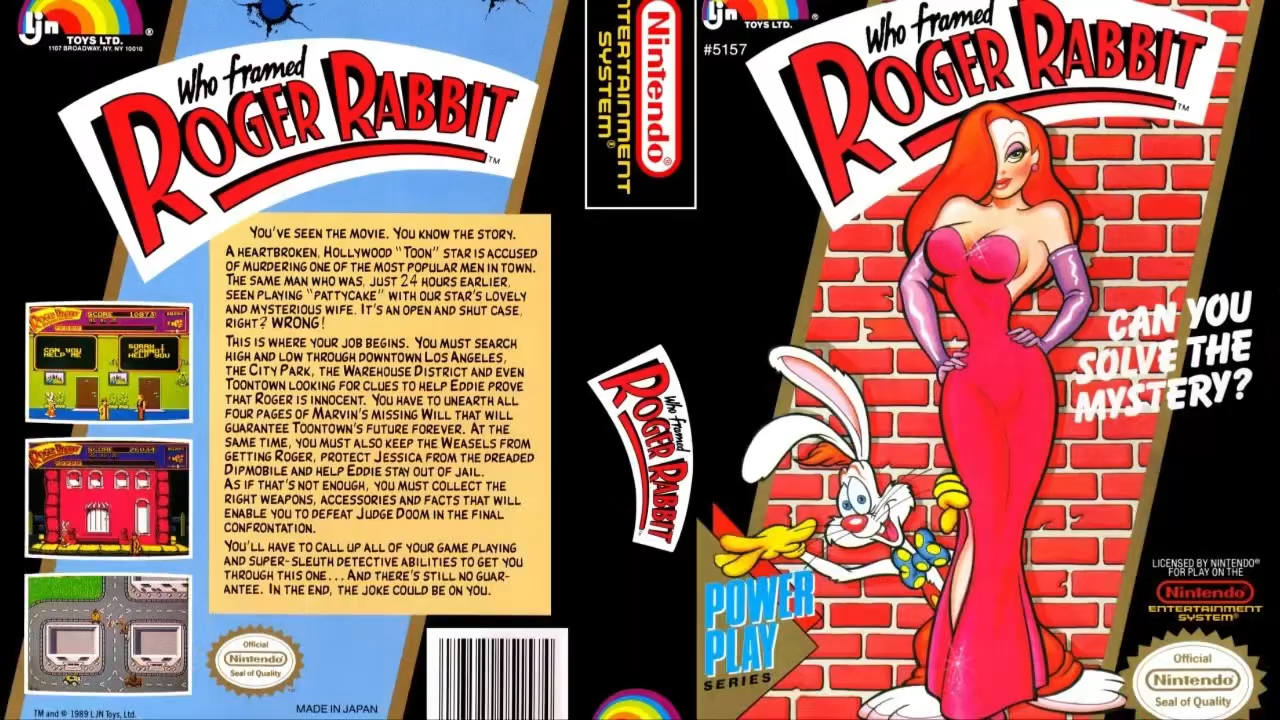 LJN
TOYS LTD.
®
1107 BROADWAY, NY, NY 10010
Who framed
ROGER RABBIT
TM
YOU'VE SEEN THE MOVIE. YOU KNOW THE STORY.
A HEARTBROKEN, HOLLYWOOD "TOON" STAR IS ACCUSED
OF MURDERING ONE OF THE MOST POPULAR MEN IN TOWN.
THE SAME MAN WHO WAS, JUST 24 HOURS EARLIER,
SEEN PLAYING "PATTYCAKE" WITH OUR STAR'S LOVELY
AND MYSTERIOUS WIFE. IT'S AN OPEN AND SHUT CASE,
RIGHT? WRONG!
THIS IS WHERE YOUR JOB BEGINS. YOU MUST SEARCH
HIGH AND LOW THROUGH DOWNTOWN LOS ANGELES,
THE CITY PARK, THE WAREHOUSE DISTRICT AND EVEN
TOONTOWN LOOKING FOR CLUES TO HELP EDDIE PROVE
THAT ROGER IS INNOCENT. YOU HAVE TO UNEARTH ALL
FOUR PAGES OF MARVIN'S MISSING WILL THAT WILL
GUARANTEE TOONTOWN'S FUTURE FOREVER. AT THE
SAME TIME, YOU MUST ALSO KEEP THE WEASELS FROM
GETTING ROGER, PROTECT JESSICA FROM THE DREADED
DIPMOBILE AND HELP EDDIE STAY OUT OF JAIL.
AS IF THAT'S NOT ENOUGH, YOU MUST COLLECT THE
RIGHT WEAPONS, ACCESSORIES AND FACTS THAT WILL
ENABLE YOU TO DEFEAT JUDGE DOOM IN THE FINAL
CONFRONTATION.
YOU'LL HAVE TO CALL UP ALL OF YOUR GAME PLAYING
AND SUPER-SLEUTH DETECTIVE ABILITIES TO GET YOU
THROUGH THIS ONE... AND THERE'S STILL NO GUAR-
ANTEE. IN THE END, THE JOKE COULD BE ON YOU.
SCORE
CAN YOU
HELP ME
SORRY I
CANNOT
HELP YOU
SCORE
Official
Nintendo
Seal of Quality
TM and © 1989 LJN Toys, Ltd.
MADE IN JAPAN
Nintendo®
ENTERTAINMENT
SYSTEM®
Who framed
ROGER RABBIT
LJN
TOYS LTD.
®
#5157
Who framed
ROGER RABBIT
TM
CAN YOU
SOLVE THE
MYSTERY?
POWER
PLAY
SERIES
LICENSED BY NINTENDO®
FOR PLAY ON THE
Nintendo
ENTERTAINMENT
SYSTEM®
Official
Nintendo
Seal of Quality